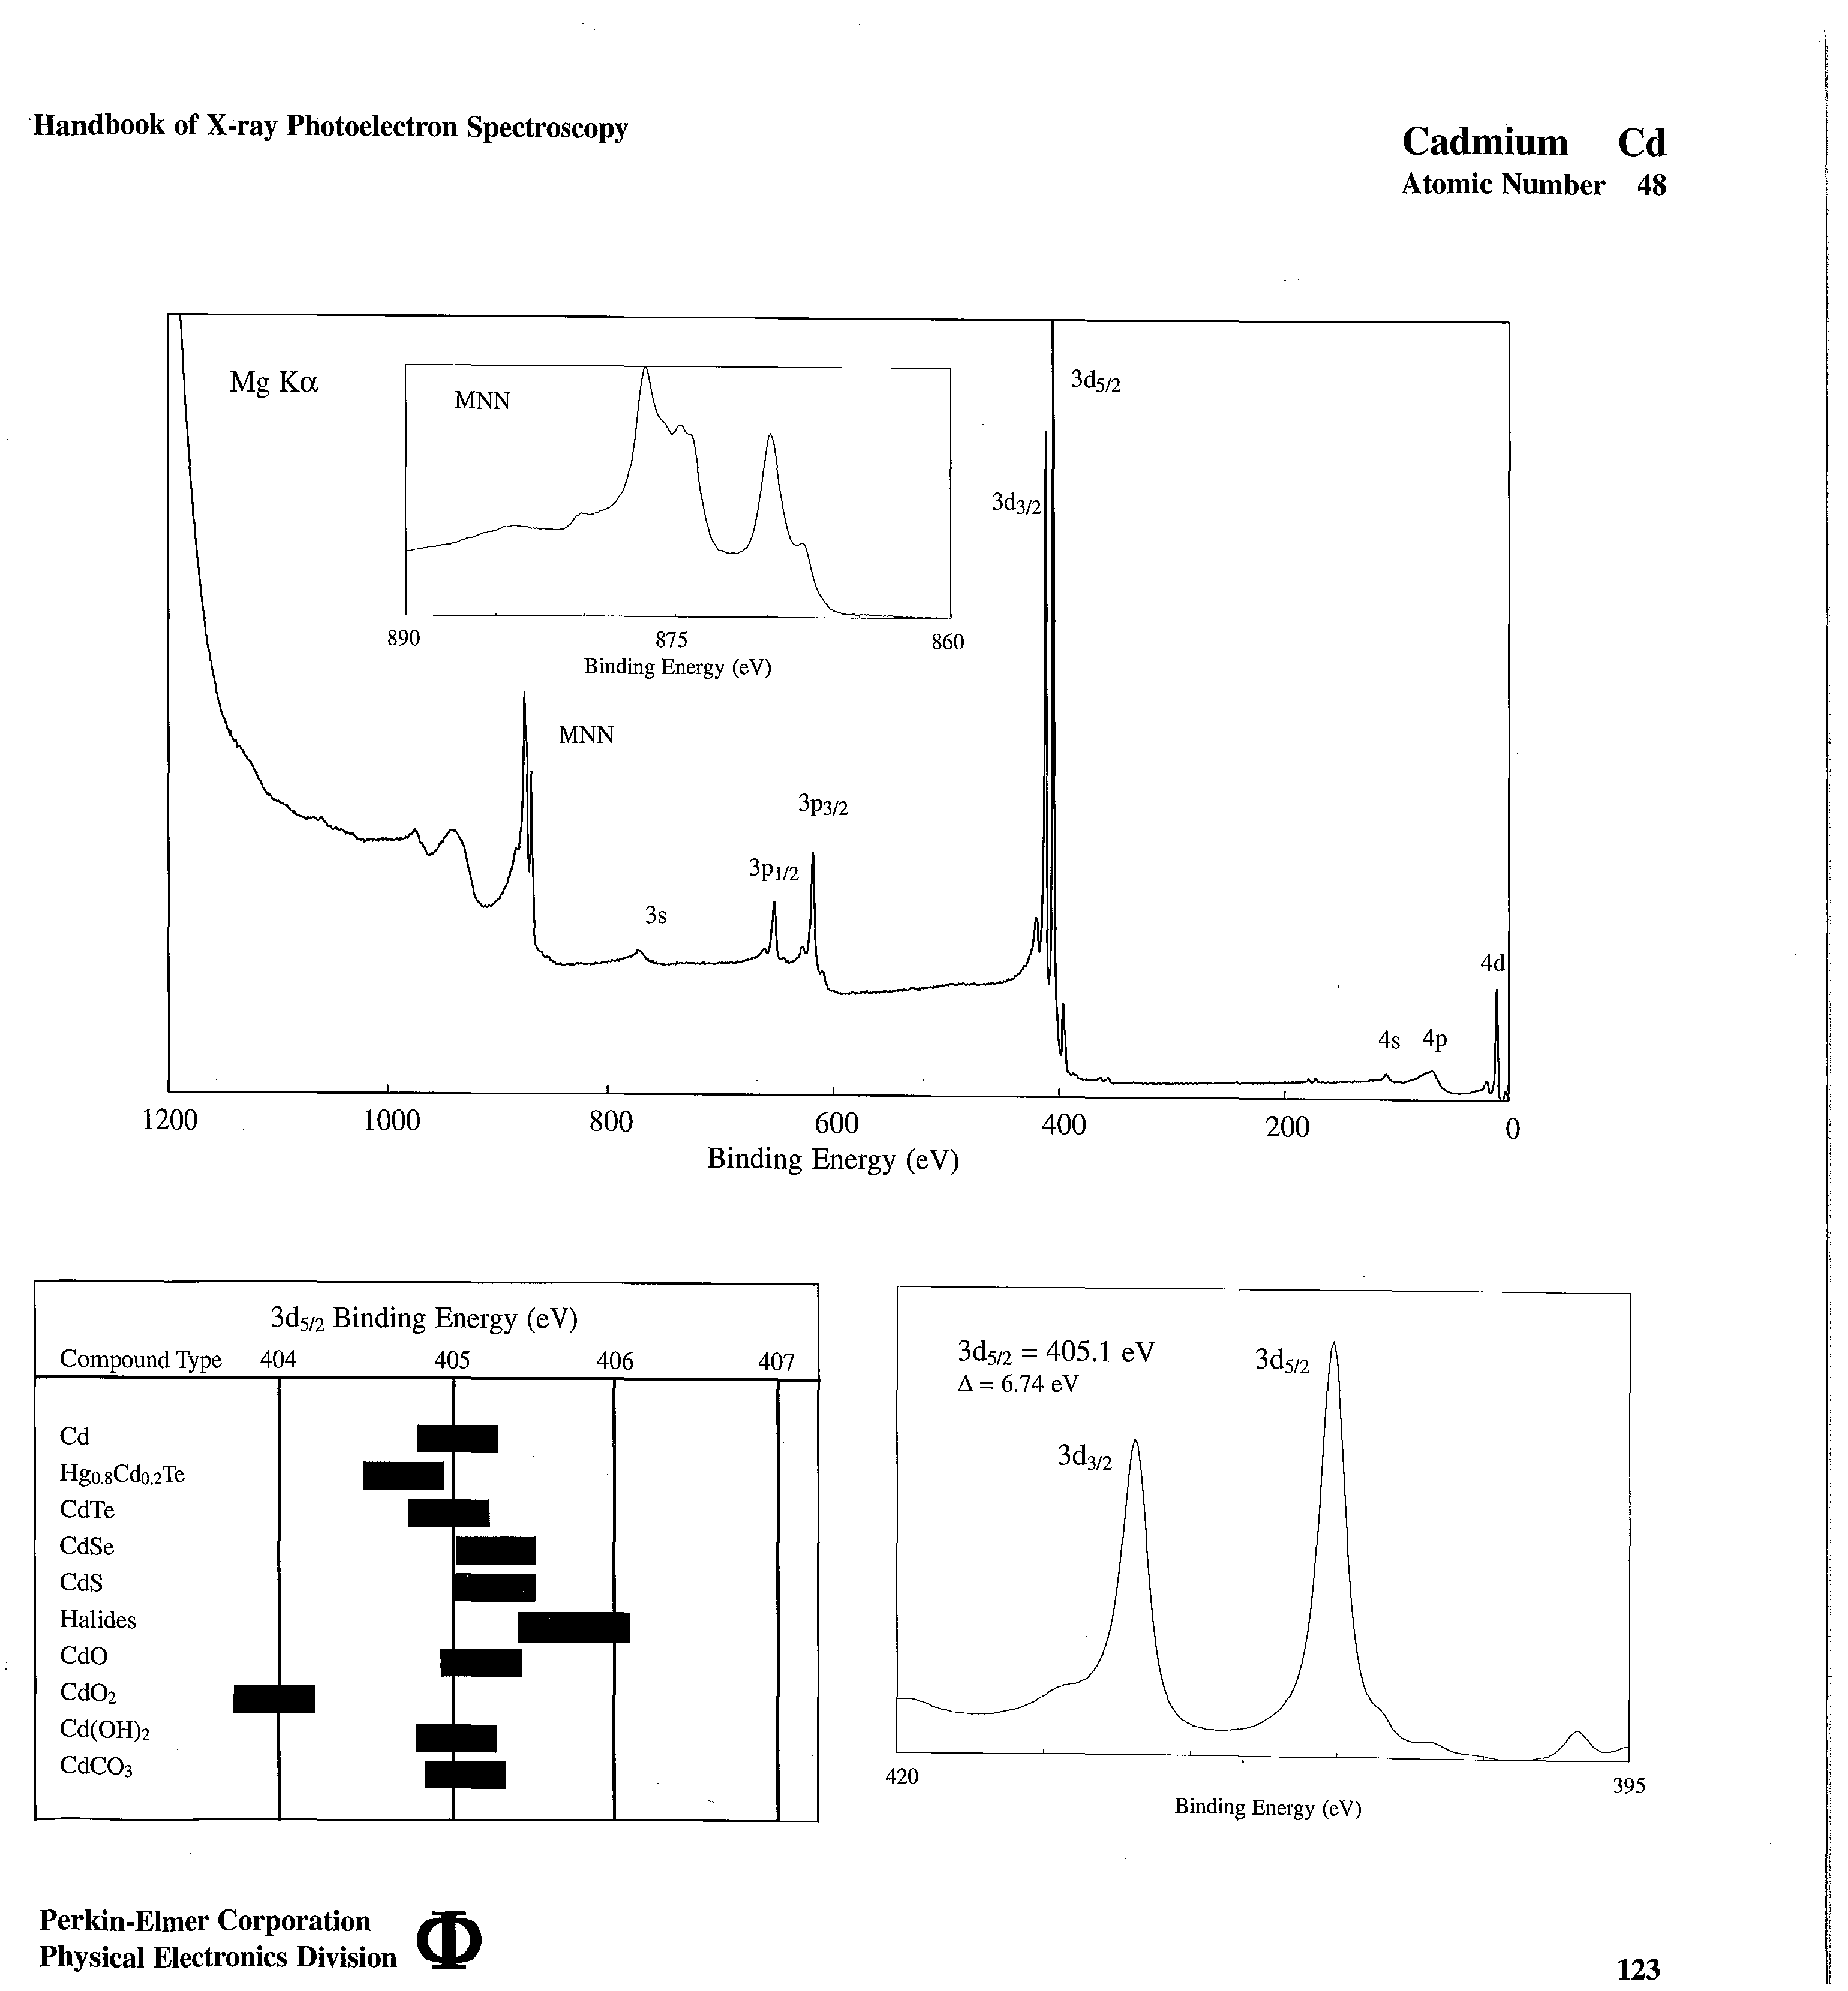 Handbook of X-ray Photoelectron Spectroscopy
Cadmium Cd
Atomic Number 48
Mg Kα
MNN
890 875 860
Binding Energy (eV)
3d5/2
3d3/2
MNN
3p3/2
3p1/2
3s
4d
4s 4p
1200 1000 800 600 400 200 0
Binding Energy (eV)
3d5/2 Binding Energy (eV)
Compound Type 404 405 406 407
Cd
Hg0.8Cd0.2Te
CdTe
CdSe
CdS
Halides
CdO
CdO2
Cd(OH)2
CdCO3
3d5/2 = 405.1 eV
Δ = 6.74 eV
3d5/2
3d3/2
420 395
Binding Energy (eV)
Perkin-Elmer Corporation
Physical Electronics Division
123